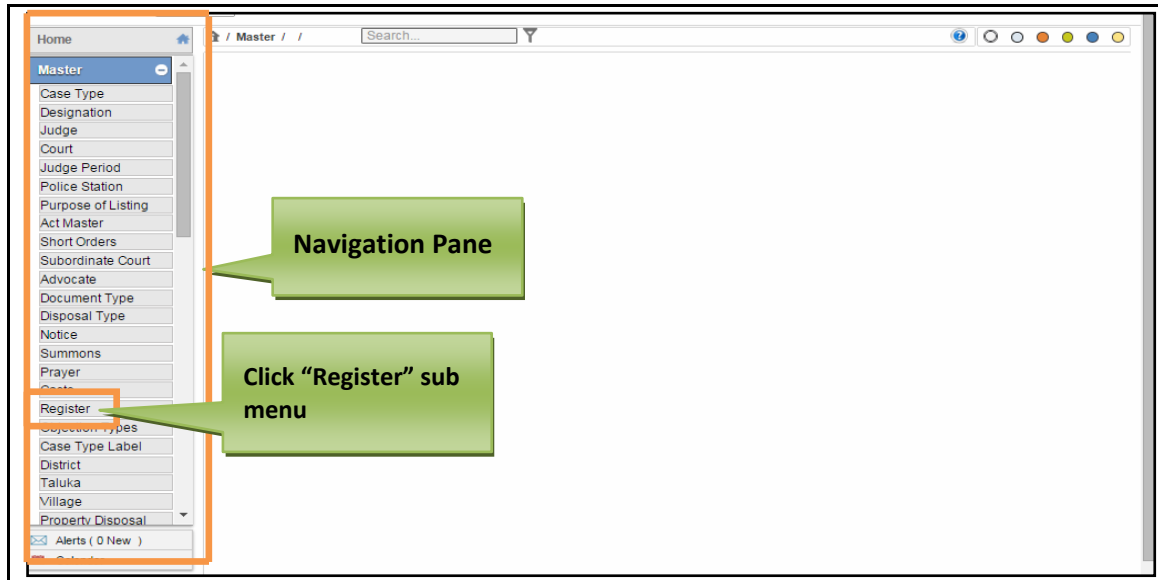 Home
/ Master / /
Search...
Master
Case Type
Designation
Judge
Court
Judge Period
Police Station
Purpose of Listing
Act Master
Short Orders
Subordinate Court
Advocate
Document Type
Disposal Type
Notice
Summons
Prayer
Register
Objection Types
Case Type Label
District
Taluka
Village
Property Disposal
Alerts ( 0 New )
Navigation Pane
Click “Register” sub
menu